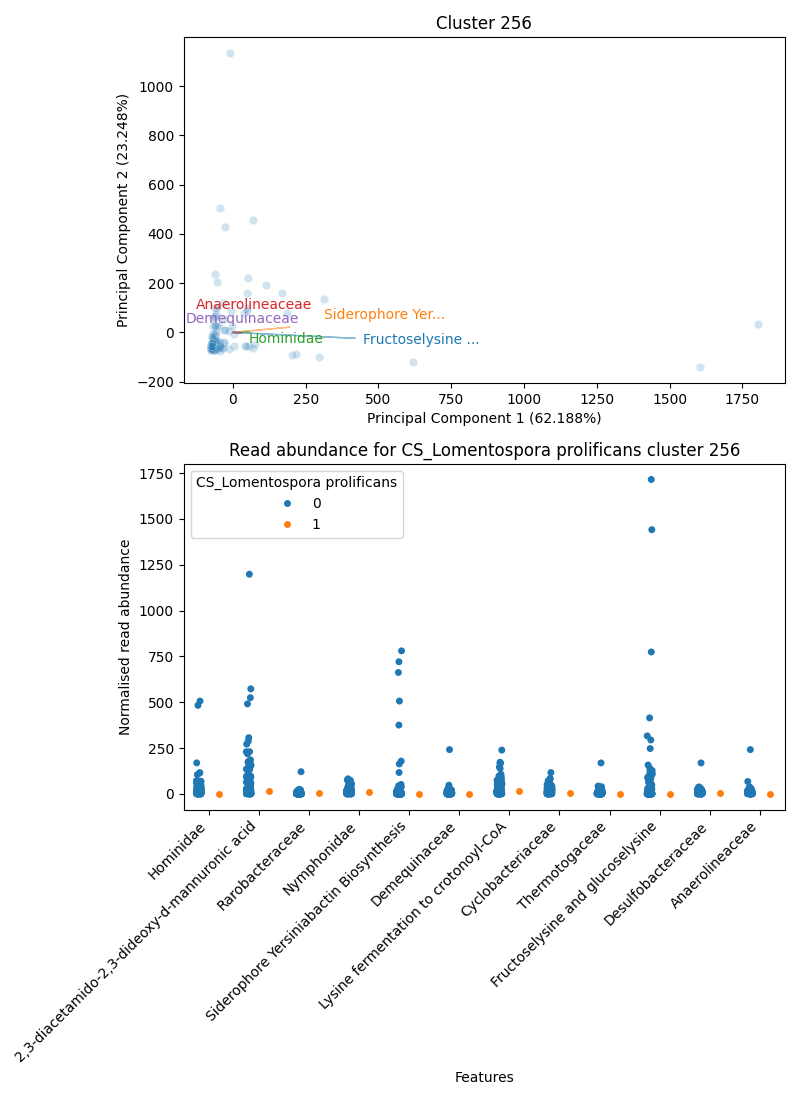 Cluster 256
1000
800
600
400
200
0
−200
Principal Component 2 (23.248%)
Anaerolineaceae
Demequinaceae
Siderophore Yer...
Hominidae
Fructoselysine ...
0 250 500 750 1000 1250 1500 1750
Principal Component 1 (62.188%)
Read abundance for CS_Lomentospora prolificans cluster 256
CS_Lomentospora prolificans
0
1
1750
1500
1250
1000
750
500
250
0
Normalised read abundance
Hominidae
2,3-diacetamido-2,3-dideoxy-d-mannuronic acid
Rarobacteraceae
Nymphonidae
Siderophore Yersiniabactin Biosynthesis
Demequinaceae
Lysine fermentation to crotonoyl-CoA
Cyclobacteriaceae
Thermotogaceae
Fructoselysine and glucoselysine
Desulfobacteraceae
Anaerolineaceae
Features